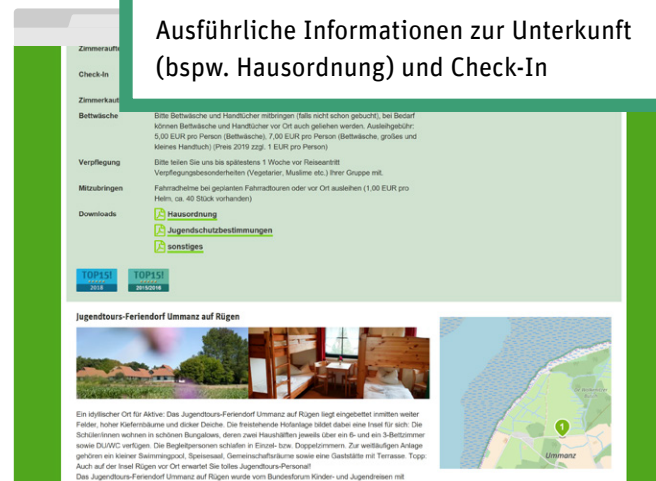 Ausführliche Informationen zur Unterkunft
(bspw. Hausordnung) und Check-In
Check-In
Bettwäsche Bitte Bettwäsche und Handtücher mitbringen (falls nicht schon gebucht), bei Bedarf
können Bettwäsche und Handtücher vor Ort auch geliehen werden. Ausleihgebühr:
5,00 EUR pro Person (Bettwäsche), 7,00 EUR pro Person (Bettwäsche, großes und
kleines Handtuch) (Preis 2019 zzgl. 1 EUR pro Person)
Verpflegung Bitte teilen Sie uns bis spätestens 1 Woche vor Reiseantritt
Verpflegungsbesonderheiten (Vegetarier, Muslime etc.) Ihrer Gruppe mit.
Mitzubringen Fahrradhelme bei geplanten Fahrradtouren oder vor Ort ausleihen (1,00 EUR pro
Helm, ca. 40 Stück vorhanden)
Downloads Hausordnung
Jugendschutzbestimmungen
sonstiges
TOP15! TOP15!
2018 2015/2016
Jugendtours-Feriendorf Ummanz auf Rügen
Ein idyllischer Ort für Aktive: Das Jugendtours-Feriendorf Ummanz auf Rügen liegt eingebettet inmitten weiter
Felder, hoher Kiefernbäume und dicker Deiche. Die freistehende Hofanlage bildet dabei eine Insel für sich: Die
Schüler/innen wohnen in schönen Bungalows, deren zwei Haushälften jeweils über ein 6- und ein 3-Bettzimmer
sowie DU/WC verfügen. Die Begleitpersonen schlafen in Einzel- bzw. Doppelzimmern. Zur weitläufigen Anlage
gehören ein kleiner Swimmingpool, Speisesaal, Gemeinschaftsräume sowie eine Gaststätte mit Terrasse. Topp:
Auch auf der Insel Rügen vor Ort erwartet Sie tolles Jugendtours-Personal!
Das Jugendtours-Feriendorf Ummanz auf Rügen wurde vom Bundesforum Kinder- und Jugendreisen mit
1
Ummanz